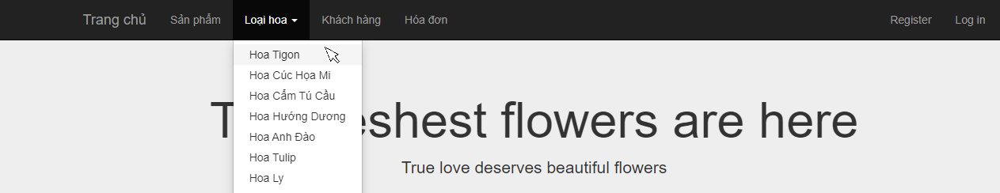 Trang chủ Sản phẩm Loại hoa Khách hàng Hóa đơn Register Log in
Hoa Tigon
Hoa Cúc Họa Mi
Hoa Cẩm Tú Cầu
Hoa Hướng Dương
Hoa Anh Đào
Hoa Tulip
Hoa Ly
T eshest flowers are here
True love deserves beautiful flowers